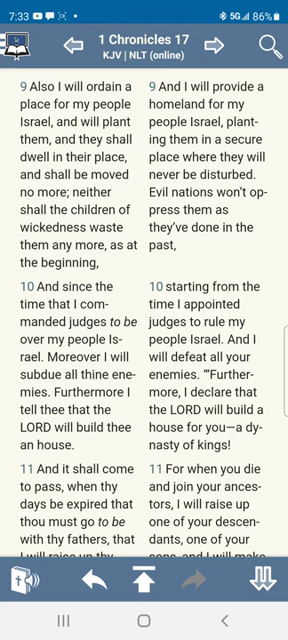 7:33
5G 86%
1 Chronicles 17
KJV | NLT (online)
9 Also I will ordain a
place for my people
Israel, and will plant
them, and they shall
dwell in their place,
and shall be moved
no more; neither
shall the children of
wickedness waste
them any more, as at
the beginning,
10 And since the
time that I com-
manded judges to be
over my people Is-
rael. Moreover I will
subdue all thine ene-
mies. Furthermore I
tell thee that the
LORD will build thee
an house.
11 And it shall come
to pass, when thy
days be expired that
thou must go to be
with thy fathers, that
I will raise up thy
9 And I will provide a
homeland for my
people Israel, plant-
ing them in a secure
place where they will
never be disturbed.
Evil nations won't op-
press them as
they've done in the
past,
10 starting from the
time I appointed
judges to rule my
people Israel. And I
will defeat all your
enemies. “‘Further-
more, I declare that
the LORD will build a
house for you—a dy-
nasty of kings!
11 For when you die
and join your ances-
tors, I will raise up
one of your descen-
dants, one of your
sons, and I will make